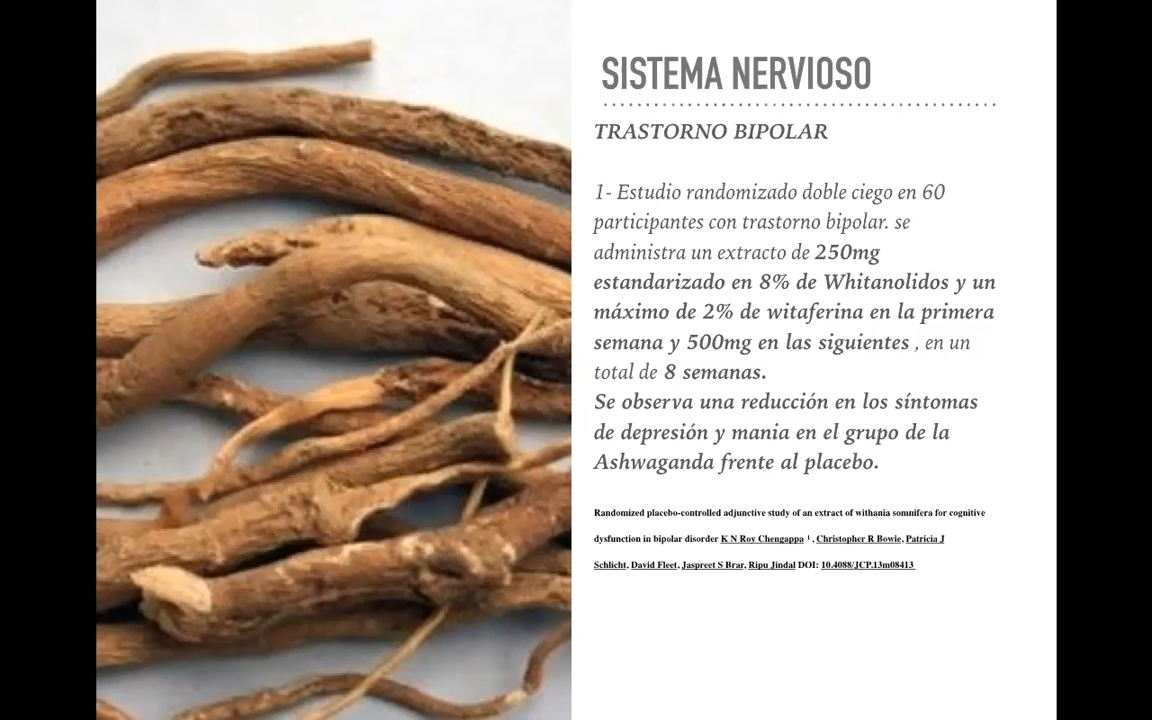 SISTEMA NERVIOSO
TRASTORNO BIPOLAR
1- Estudio randomizado doble ciego en 60
participantes con trastorno bipolar. se
administra un extracto de 250mg
estandarizado en 8% de Whitanolidos y un
máximo de 2% de witaferina en la primera
semana y 500mg en las siguientes , en un
total de 8 semanas.
Se observa una reducción en los síntomas
de depresión y mania en el grupo de la
Ashwaganda frente al placebo.
Randomized placebo-controlled adjunctive study of an extract of withania somnifera for cognitive
dysfunction in bipolar disorder K N Roy Chengappa ¹ , Christopher R Bowie, Patricia J
Schlicht, David Fleet, Jaspreet S Brar, Ripu Jindal DOI: 10.4088/JCP.13m08413